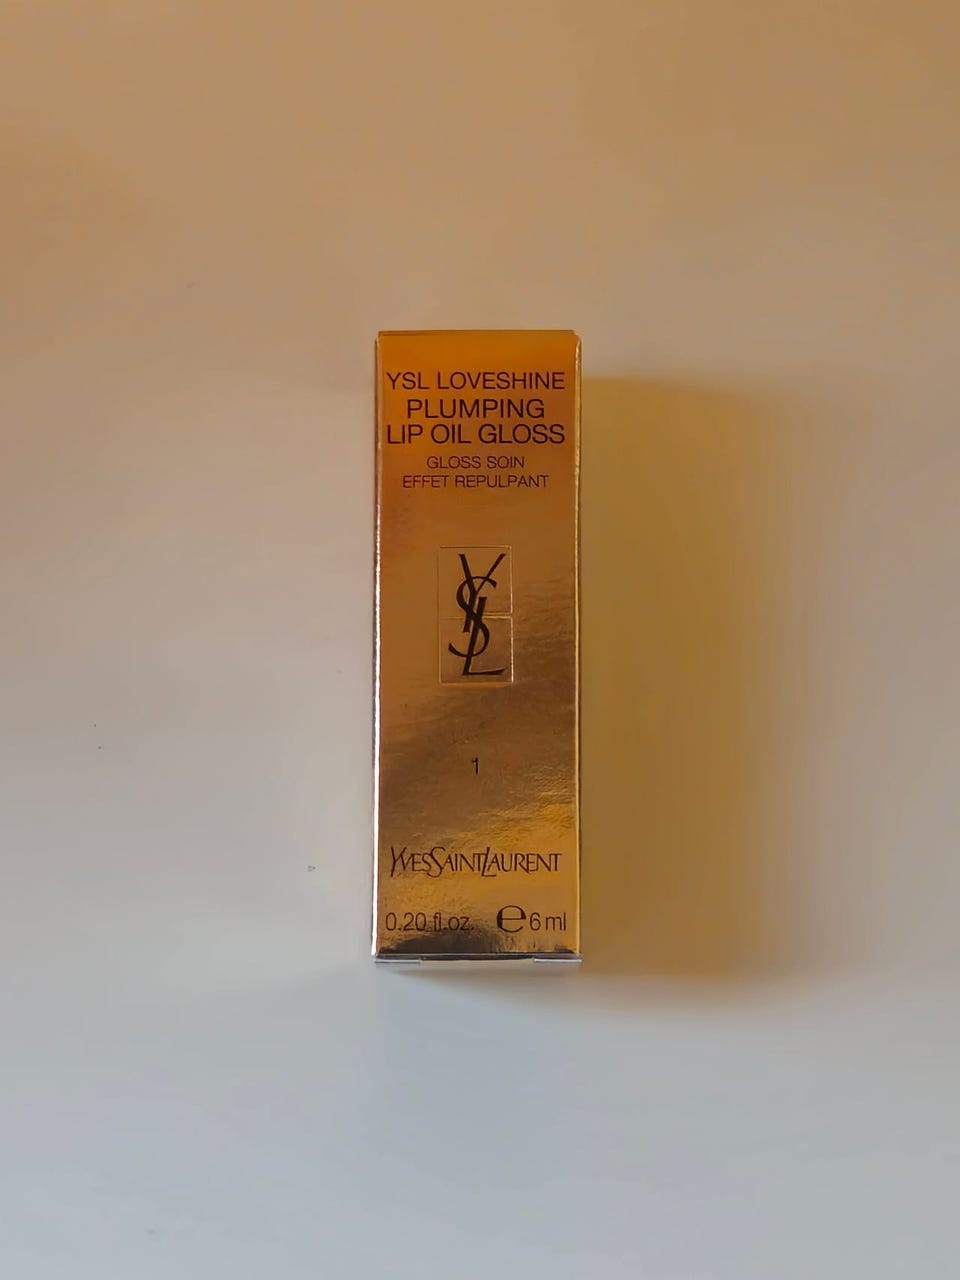 YSL LOVESHINE
PLUMPING
LIP OIL GLOSS
GLOSS SOIN
EFFET REPULPANT
YSL
1
YVESSAINTLAURENT
0.20 fl.oz. ℮ 6 ml